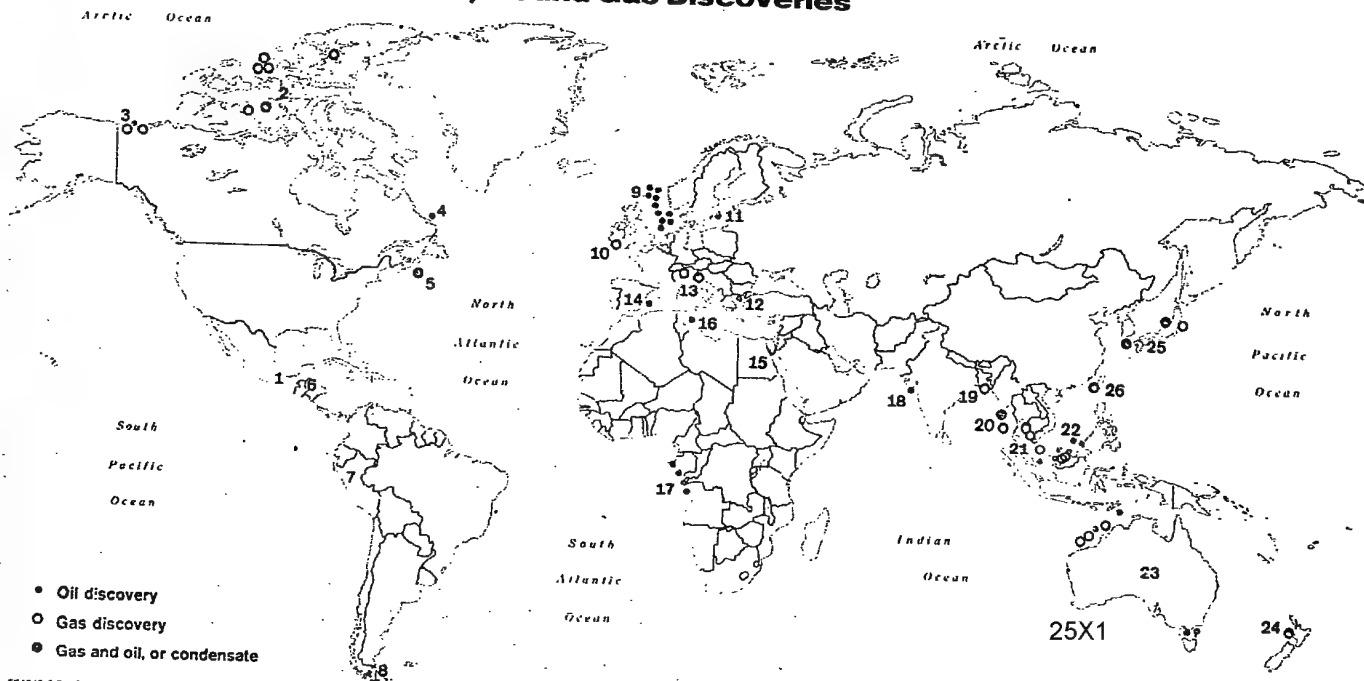 and Gas Discoveries
Arctic Ocean
Arctic Ocean
2
3
4
5
9
10
11
12
13
14
15
16
1
6
North
Atlantic
Ocean
North
Pacific
Ocean
25
26
18
19
20
21
22
South
Pacific
Ocean
7
17
South
Atlantic
Ocean
Indian
Ocean
23
24
25X1
8
Oil discovery
Gas discovery
Gas and oil, or condensate